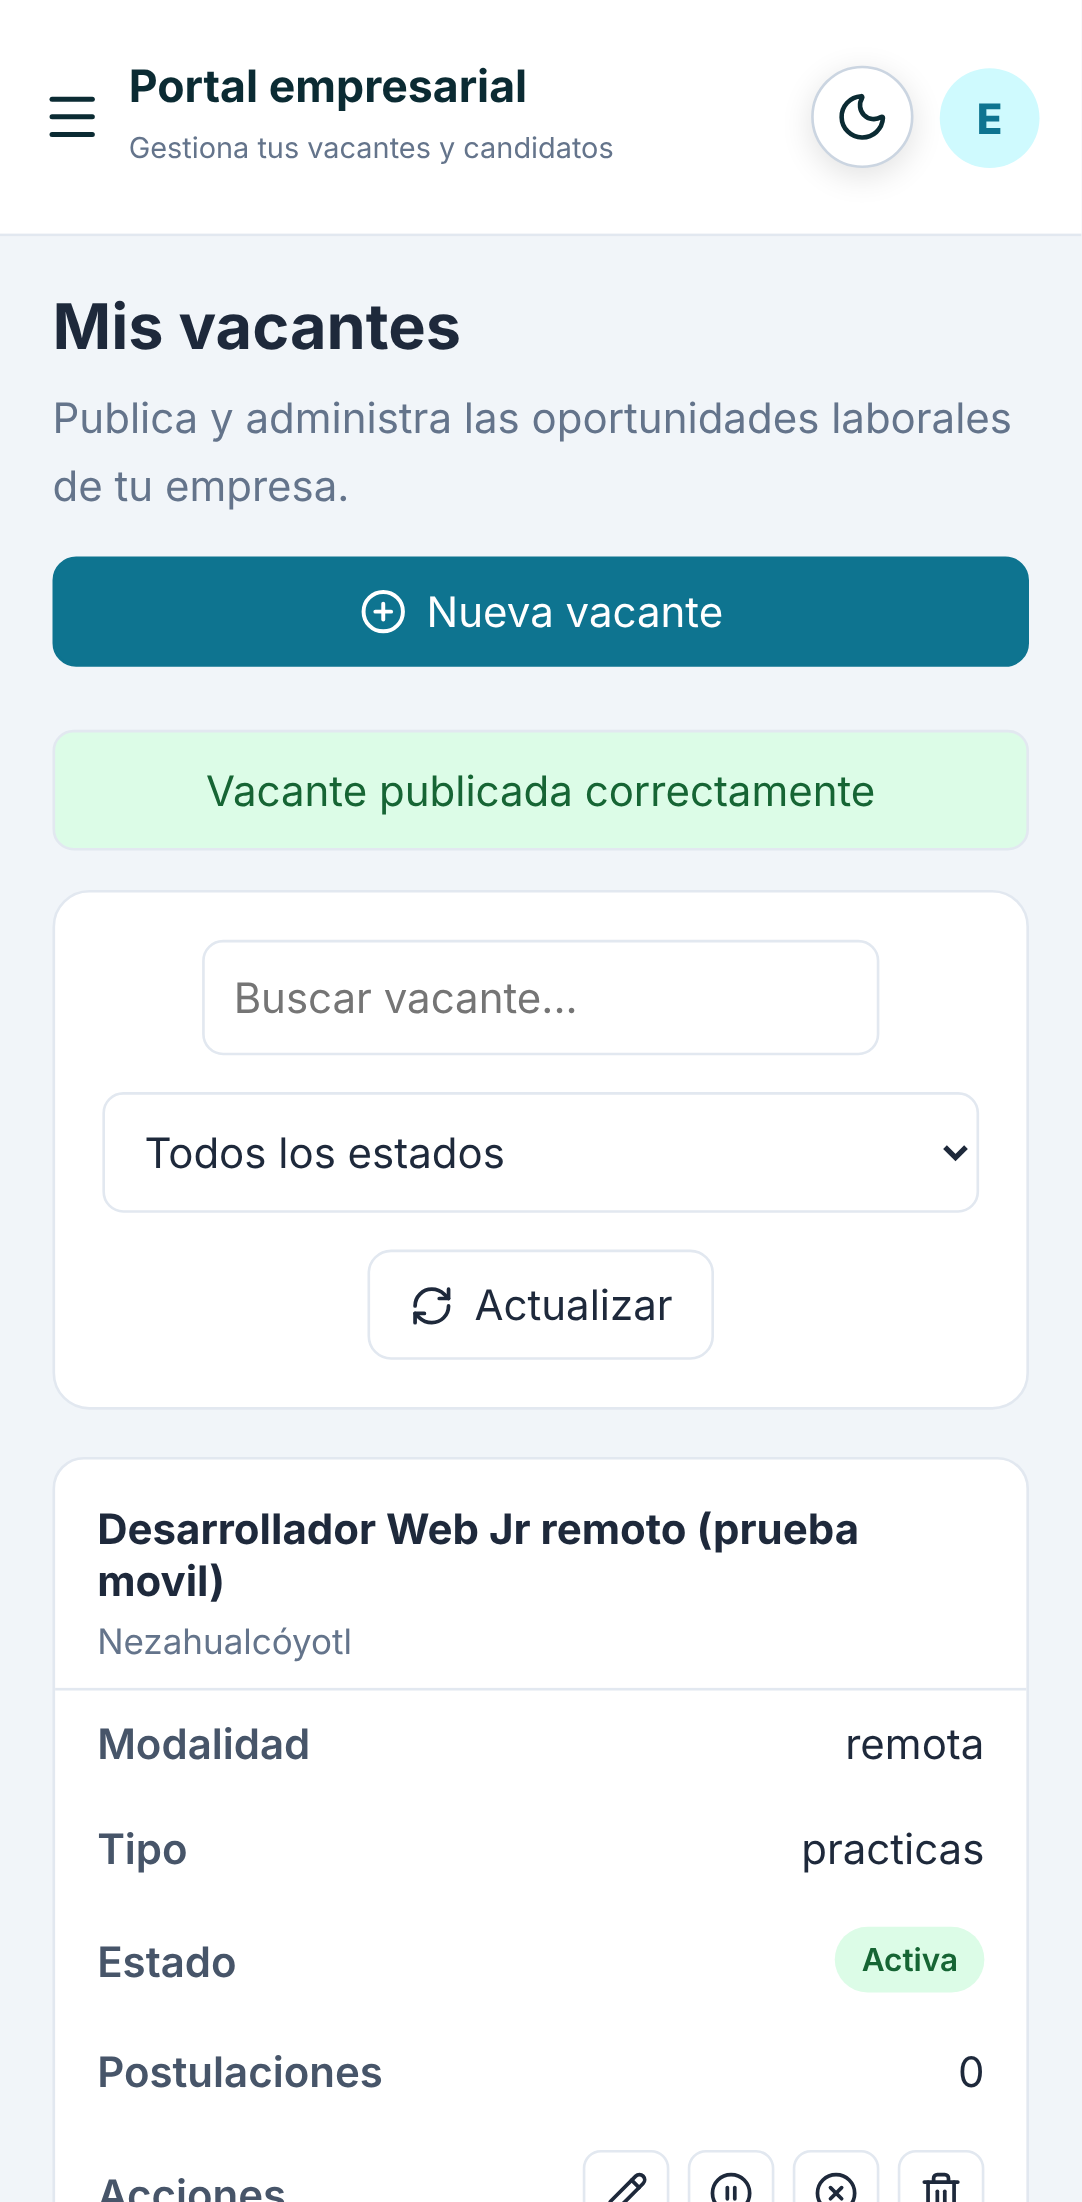 Portal empresarial
Gestiona tus vacantes y candidatos
E
Mis vacantes
Publica y administra las oportunidades laborales
de tu empresa.
Nueva vacante
Vacante publicada correctamente
Buscar vacante...
Todos los estados
Actualizar
Desarrollador Web Jr remoto (prueba
movil)
Nezahualcóyotl
Modalidad remota
Tipo practicas
Estado Activa
Postulaciones 0
Acciones